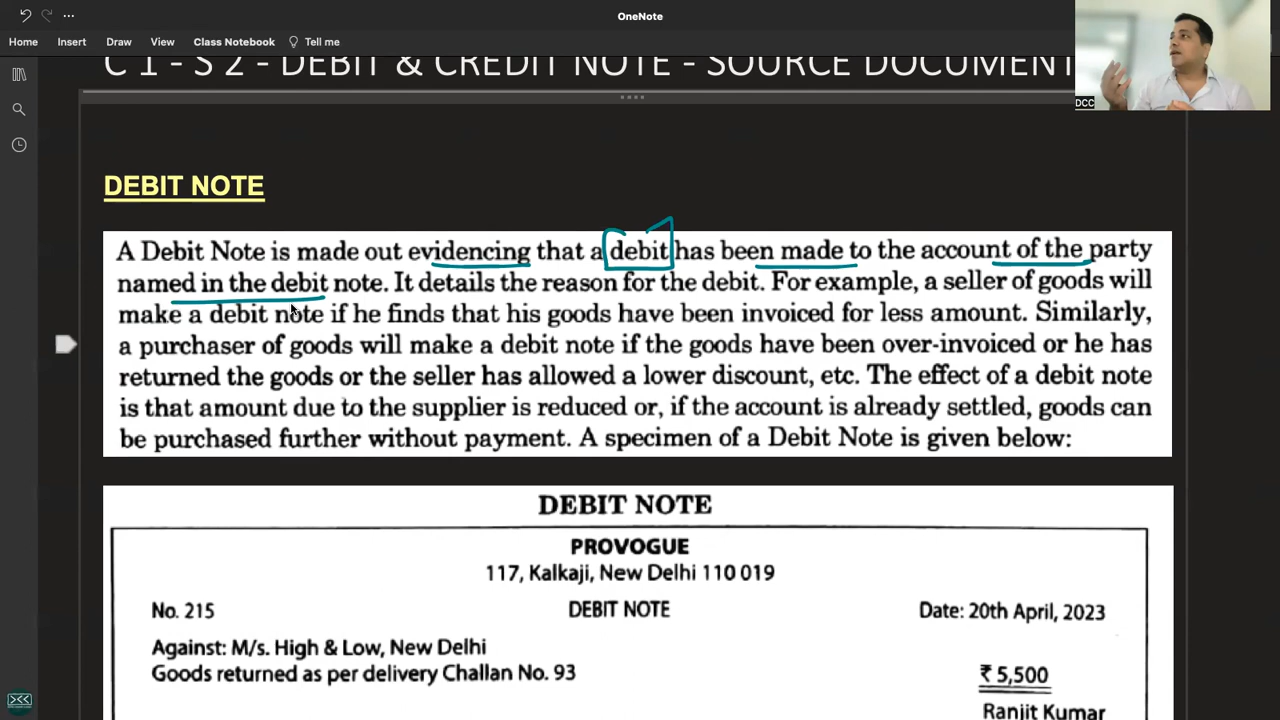 OneNote
Home Insert Draw View Class Notebook Tell me
C 1 - S 2 - DEBIT & CREDIT NOTE - SOURCE DOCUMENT
DCC
DEBIT NOTE
A Debit Note is made out evidencing that a debit has been made to the account of the party
named in the debit note. It details the reason for the debit. For example, a seller of goods will
make a debit note if he finds that his goods have been invoiced for less amount. Similarly,
a purchaser of goods will make a debit note if the goods have been over-invoiced or he has
returned the goods or the seller has allowed a lower discount, etc. The effect of a debit note
is that amount due to the supplier is reduced or, if the account is already settled, goods can
be purchased further without payment. A specimen of a Debit Note is given below:
DEBIT NOTE
PROVOGUE
117, Kalkaji, New Delhi 110 019
No. 215 DEBIT NOTE Date: 20th April, 2023
Against: M/s. High & Low, New Delhi
Goods returned as per delivery Challan No. 93 ₹ 5,500
Ranjit Kumar